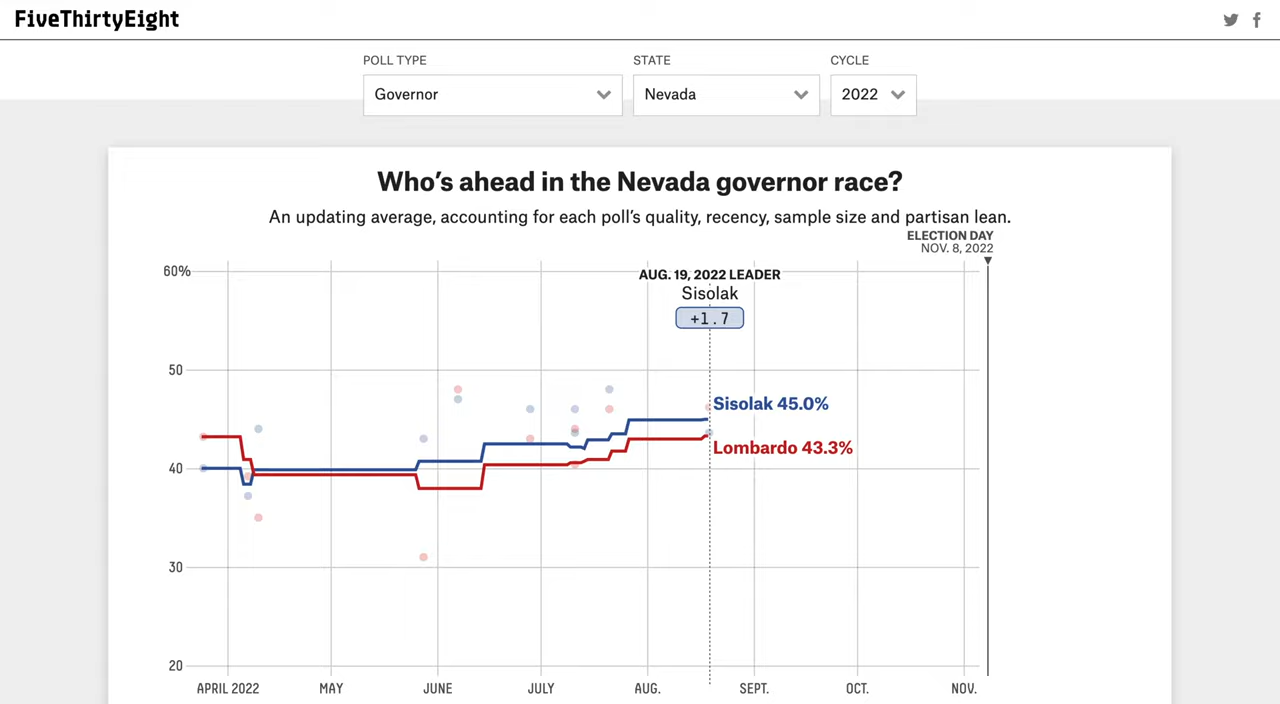 FiveThirtyEight
POLL TYPE
STATE
CYCLE
Governor
Nevada
2022
Who's ahead in the Nevada governor race?
An updating average, accounting for each poll's quality, recency, sample size and partisan lean.
ELECTION DAY
NOV. 8, 2022
60%
AUG. 19, 2022 LEADER
Sisolak
+1.7
50
Sisolak 45.0%
Lombardo 43.3%
40
30
20
APRIL 2022
MAY
JUNE
JULY
AUG.
SEPT.
OCT.
NOV.